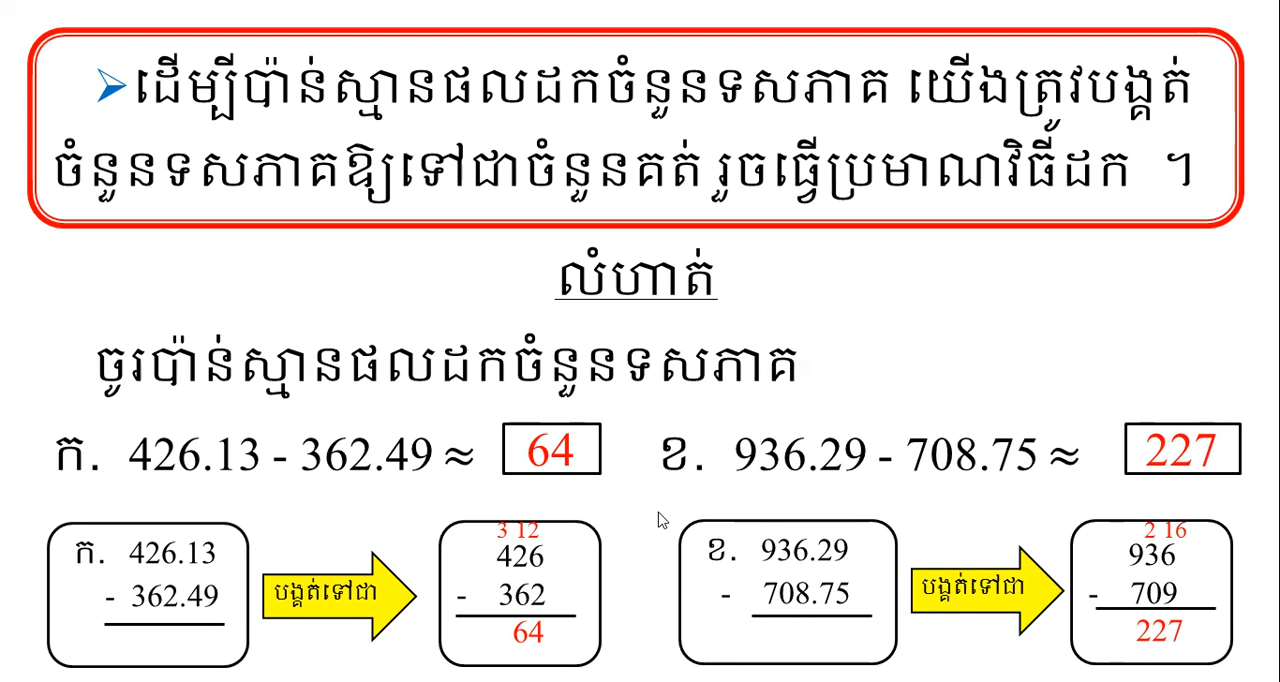 ➤ដើម្បីប៉ាន់ស្មានផលដកចំនួនទសភាគ យើងត្រូវបង្គត់
ចំនួនទសភាគឱ្យទៅជាចំនួនគត់ រួចធ្វើប្រមាណវិធីដក ។
លំហាត់
ចូរប៉ាន់ស្មានផលដកចំនួនទសភាគ
ក. 426.13 - 362.49 ≈ 64
ខ. 936.29 - 708.75 ≈ 227
ក. 426.13
- 362.49
បង្គត់ទៅជា
3 12
426
- 362
64
ខ. 936.29
- 708.75
បង្គត់ទៅជា
2 16
936
- 709
227